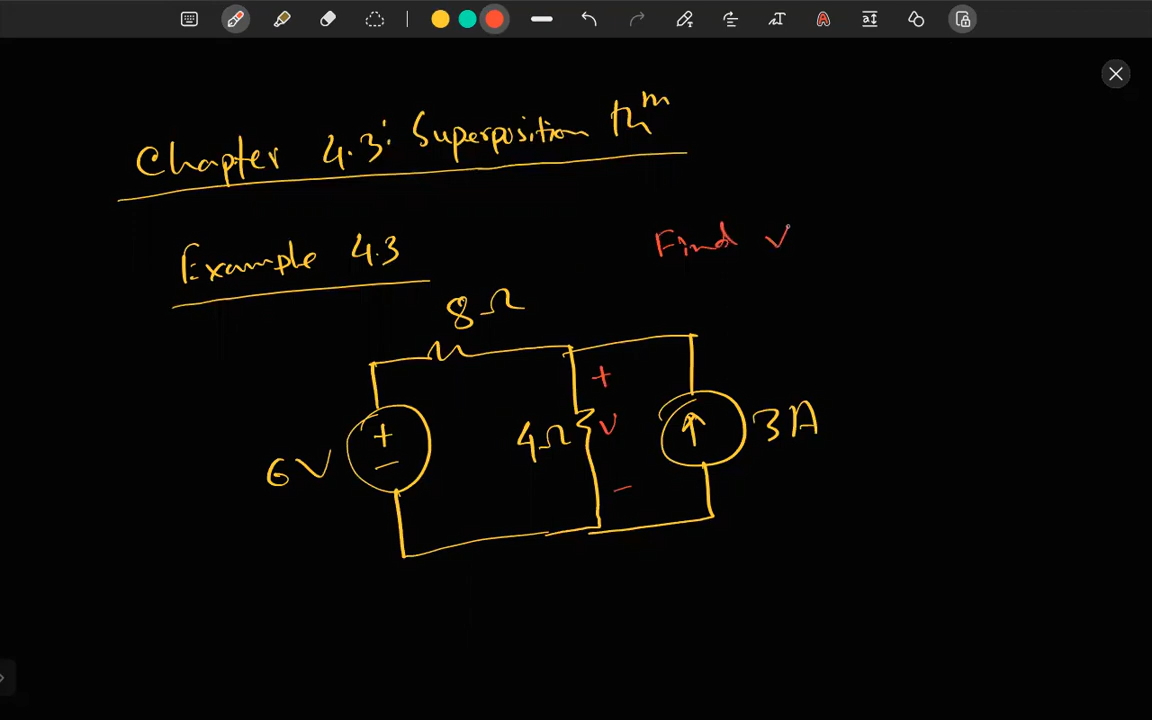 Chapter 4.3: Superposition thm
Example 4.3
Find v
8Ω
+
6V
+
-
4Ω
v
3A
-